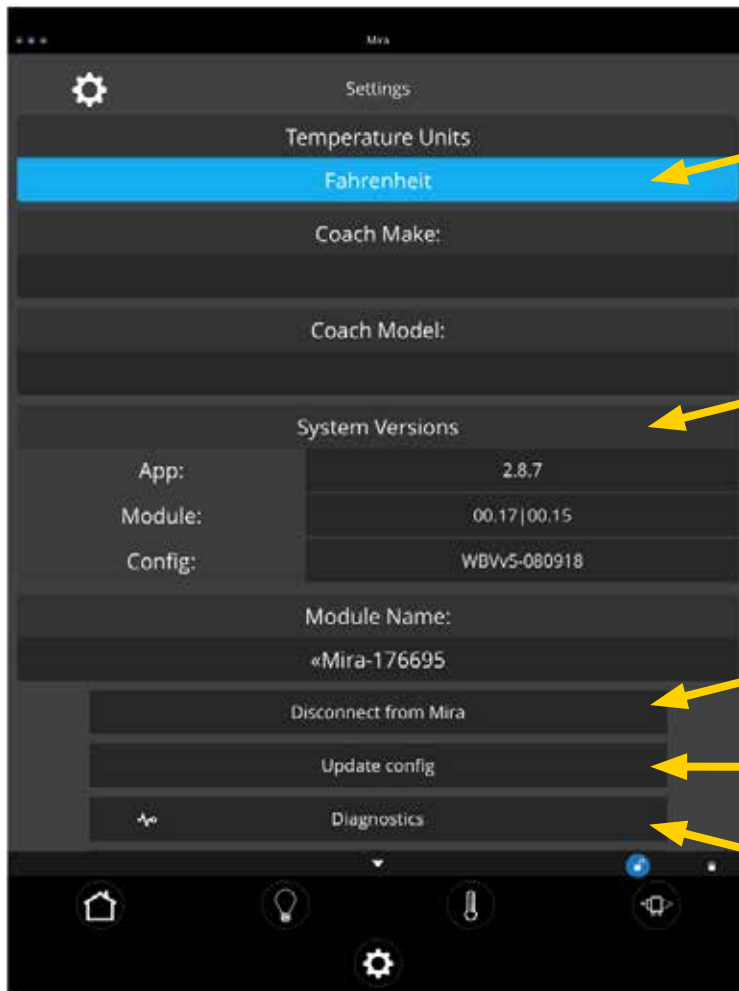 Mira
Settings
Temperature Units
Fahrenheit
Coach Make:
Coach Model:
System Versions
App: 2.8.7
Module: 00.17|00.15
Config: WBVv5-080918
Module Name:
«Mira-176695
Disconnect from Mira
Update config
Diagnostics